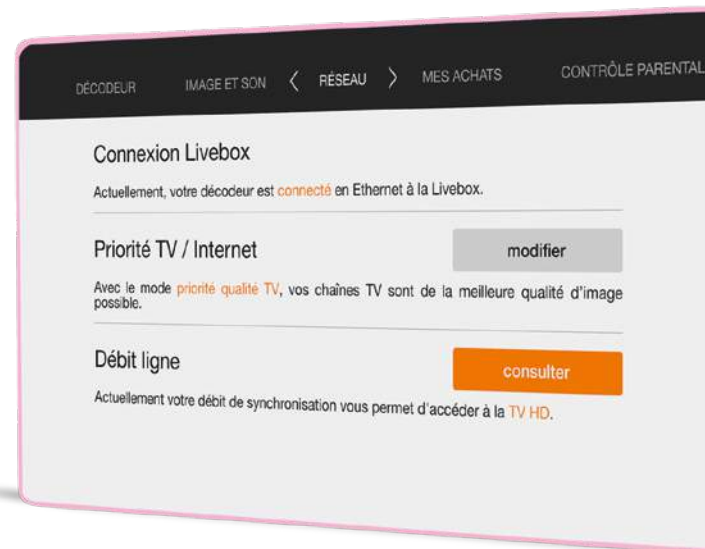 DÉCODEUR IMAGE ET SON < RÉSEAU > MES ACHATS CONTRÔLE PARENTAL
Connexion Livebox
Actuellement, votre décodeur est connecté en Ethernet à la Livebox.
Priorité TV / Internet modifier
Avec le mode priorité qualité TV, vos chaînes TV sont de la meilleure qualité d'image
possible.
Débit ligne consulter
Actuellement votre débit de synchronisation vous permet d'accéder à la TV HD.